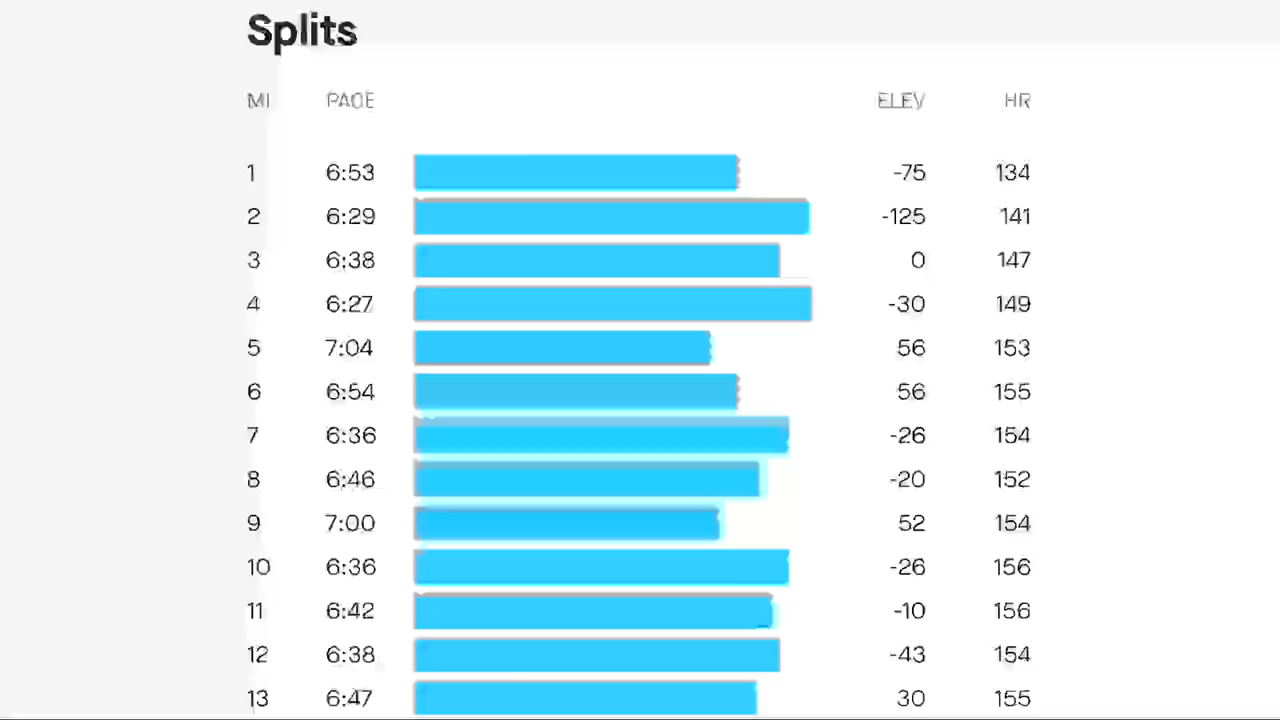 Splits
MI PACE ELEV HR
1 6:53 -75 134
2 6:29 -125 141
3 6:38 0 147
4 6:27 -30 149
5 7:04 56 153
6 6:54 56 155
7 6:36 -26 154
8 6:46 -20 152
9 7:00 52 154
10 6:36 -26 156
11 6:42 -10 156
12 6:38 -43 154
13 6:47 30 155